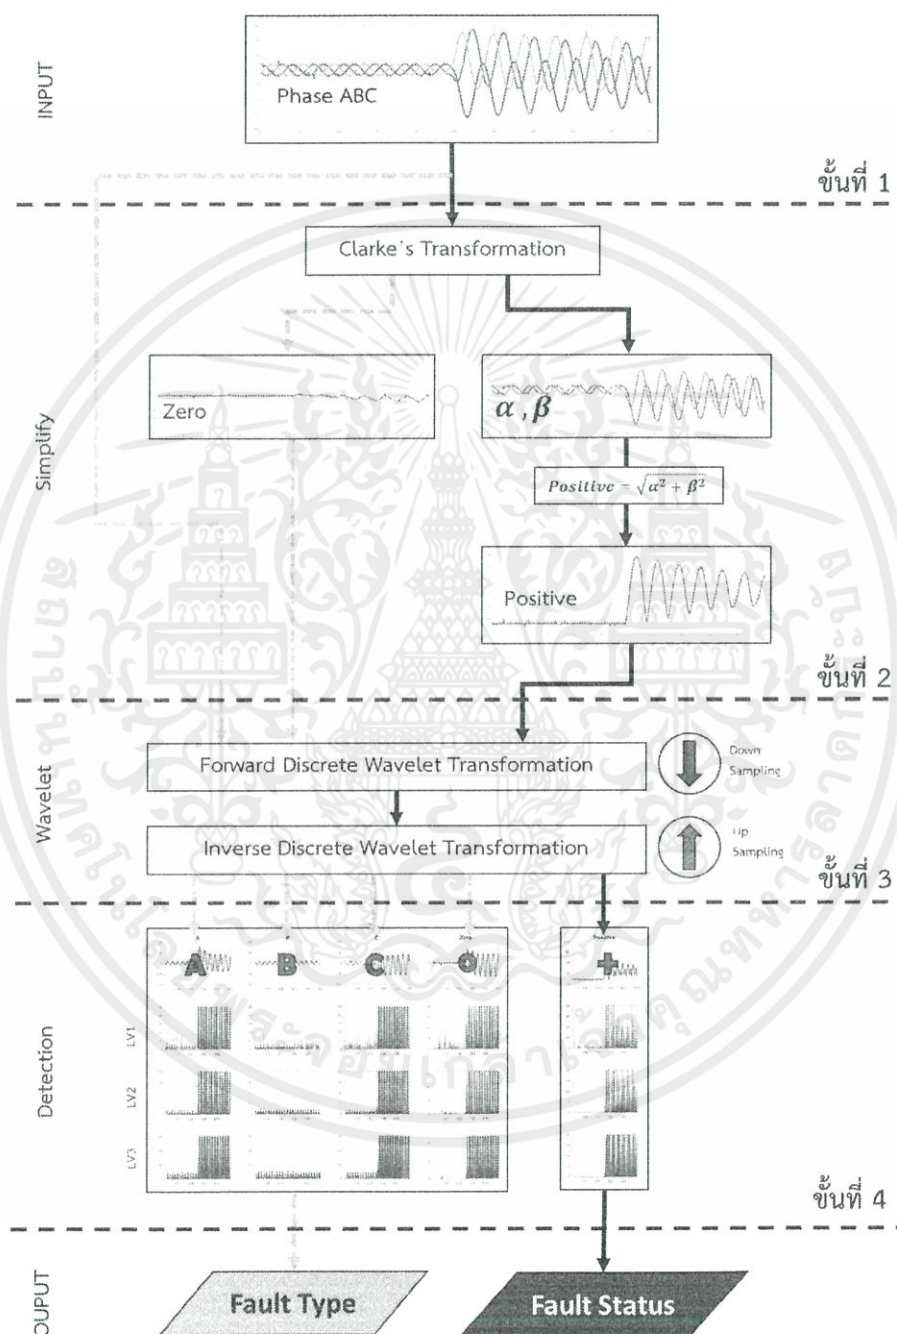 INPUT
Phase ABC
ขั้นที่ 1
Clarke's Transformation
Simplify
Zero
α , β
Positive = √α² + β²
Positive
ขั้นที่ 2
Wavelet
Forward Discrete Wavelet Transformation
Down
Sampling
Inverse Discrete Wavelet Transformation
Up
Sampling
ขั้นที่ 3
Detection
A
B
C
Zero
Positive
A
B
C
O
+
LV1
LV2
LV3
ขั้นที่ 4
OUPUT
Fault Type
Fault Status